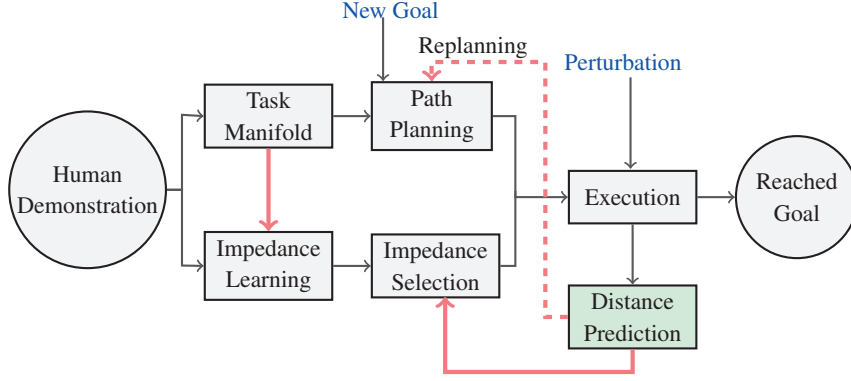 New Goal
Replanning
Perturbation
Task
Manifold
Path
Planning
Human
Demonstration
Execution
Reached
Goal
Impedance
Learning
Impedance
Selection
Distance
Prediction